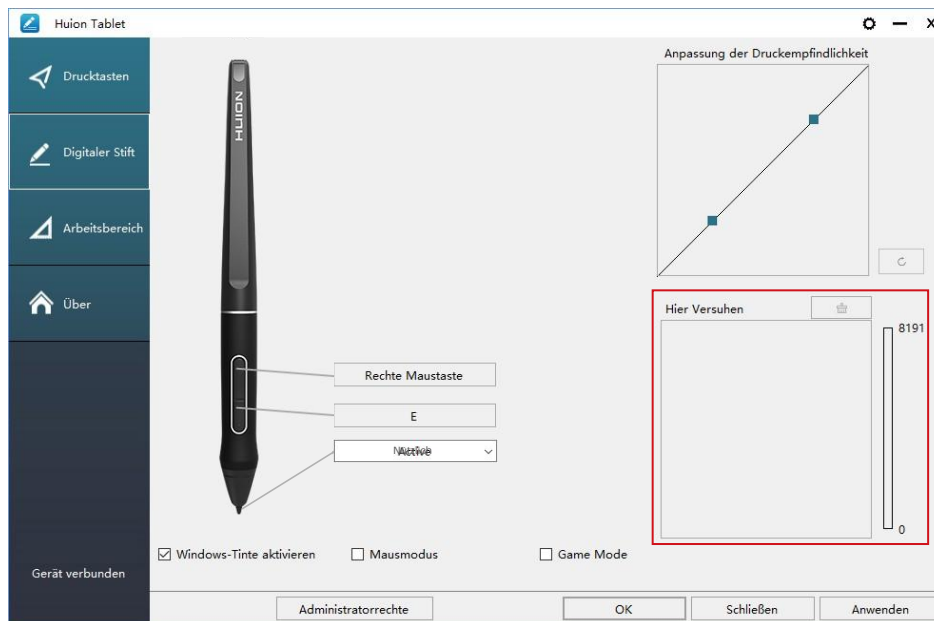 Huion Tablet
Drucktasten
Digitaler Stift
Arbeitsbereich
Über
Gerät verbunden
HUION
Rechte Maustaste
E
Active
Windows-Tinte aktivieren
Mausmodus
Game Mode
Anpassung der Druckempfindlichkeit
Hier Versuhen
8191
0
Administratorrechte
OK
Schließen
Anwenden